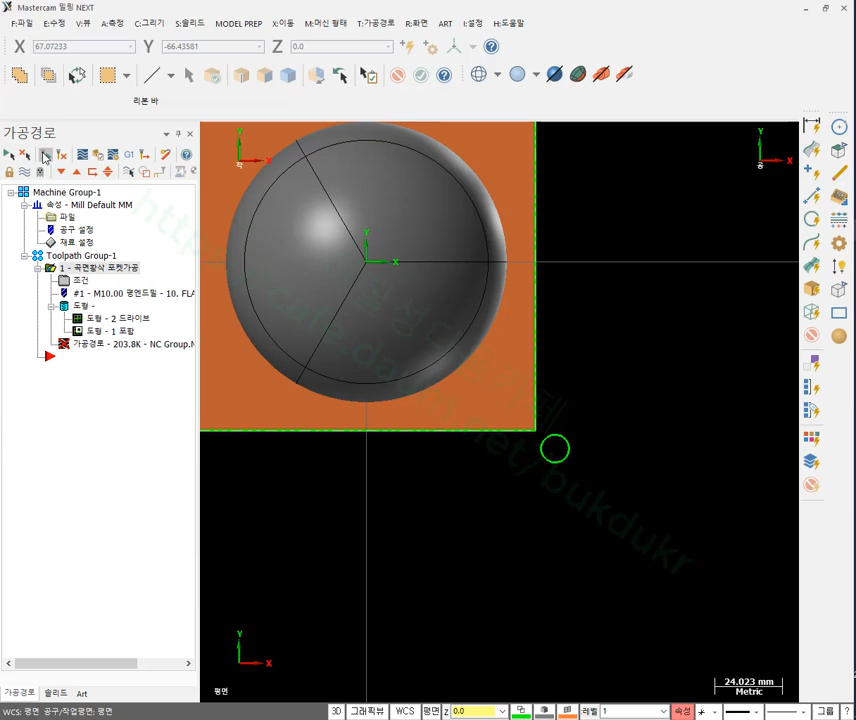 Mastercam 밀링 NEXT
F:파일 E:수정 V:뷰 A:측정 C:그리기 S:솔리드 MODEL PREP X:이동 M:머신 형태 T:가공경로 R:화면 ART I:설정 H:도움말
X 67.07233 Y -66.43581 Z 0.0
리본 바
가공경로
G1
Machine Group-1
속성 - Mill Default MM
파일
공구 설정
재료 설정
Toolpath Group-1
1 - 곡면황삭 포켓가공
조건
#1 - M10.00 평엔드밀 - 10. FLA
도형 -
도형 - 2 드라이브
도형 - 1 포함
가공경로 - 203.8K - NC Group.N
Y
X
Y
X
Y
X
Y
X
평면
24.023 mm
Metric
가공경로 솔리드 Art
WCS: 평면 공구/작업평면: 평면
3D 그래픽뷰 WCS 평면 Z 0.0 레벨 1 속성 그룹 ?